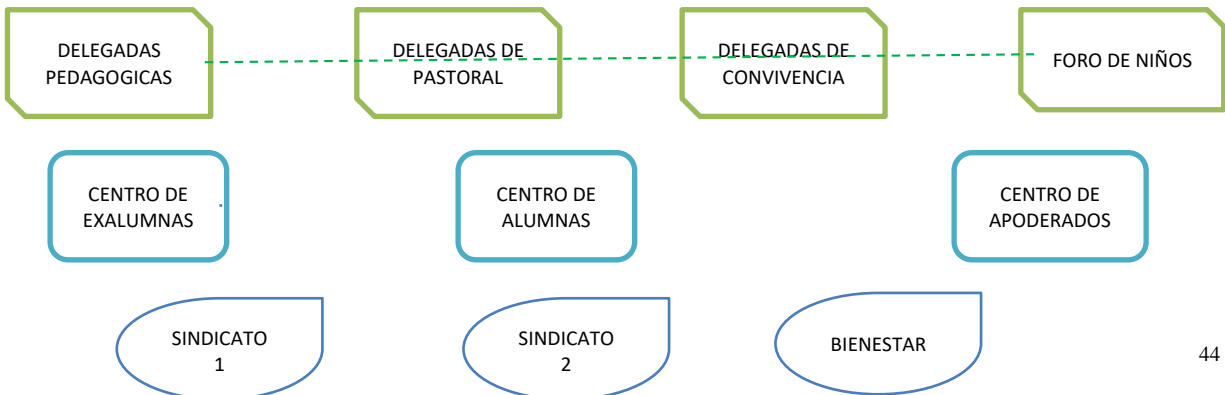 DELEGADAS
PEDAGOGICAS
DELEGADAS DE
PASTORAL
DELEGADAS DE
CONVIVENCIA
FORO DE NIÑOS
CENTRO DE
EXALUMNAS
CENTRO DE
ALUMNAS
CENTRO DE
APODERADOS
SINDICATO
1
SINDICATO
2
BIENESTAR
44